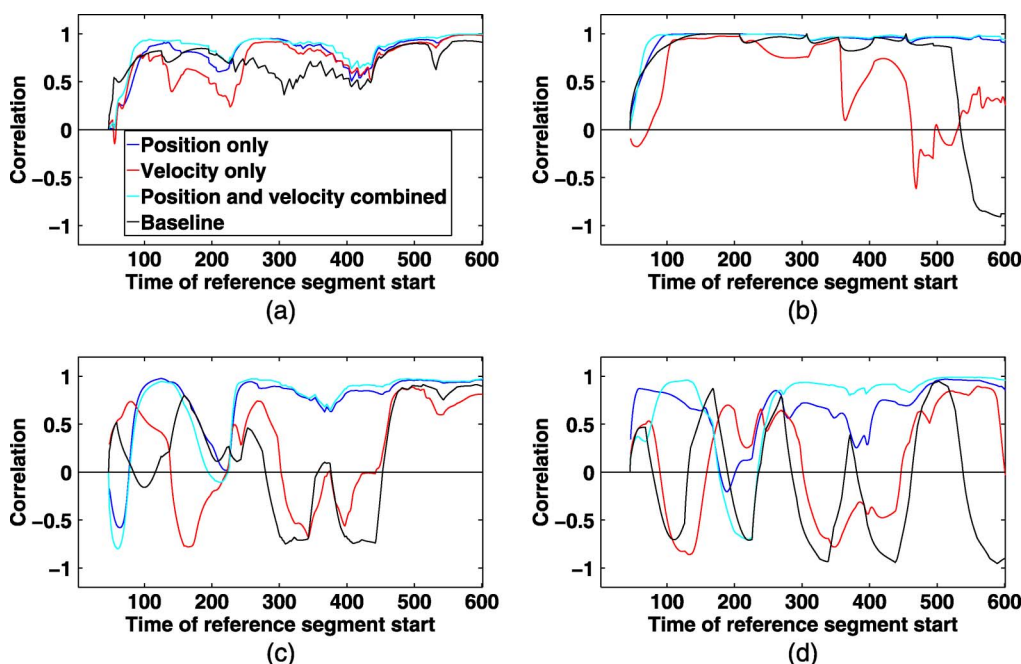 1
0.5
0
−0.5
−1
Correlation
Position only
Velocity only
Position and velocity combined
Baseline
100 200 300 400 500 600
Time of reference segment start
(a)
1
0.5
0
−0.5
−1
Correlation
100 200 300 400 500 600
Time of reference segment start
(b)
1
0.5
0
−0.5
−1
Correlation
100 200 300 400 500 600
Time of reference segment start
(c)
1
0.5
0
−0.5
−1
Correlation
100 200 300 400 500 600
Time of reference segment start
(d)